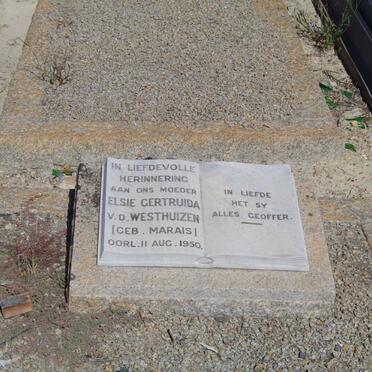 IN LIEFDEVOLLE
HERINNERING
AAN ONS MOEDER
ELSIE GERTRUIDA
V.D. WESTHUIZEN
(GEB. MARAIS)
OORL. 11 AUG. 1950.
IN LIEFDE
HET SY
ALLES GEOFFER.